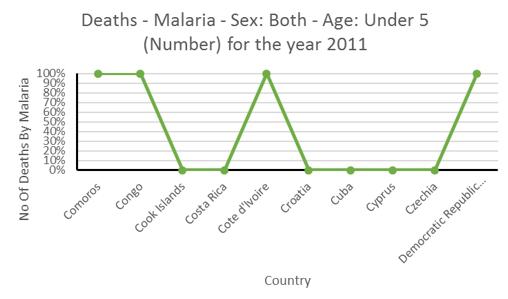 Deaths - Malaria - Sex: Both - Age: Under 5
(Number) for the year 2011
No Of Deaths By Malaria
100%
90%
80%
70%
60%
50%
40%
30%
20%
10%
0%
Comoros
Congo
Cook Islands
Costa Rica
Cote d'Ivoire
Croatia
Cuba
Cyprus
Czechia
Democratic Republic...
Country